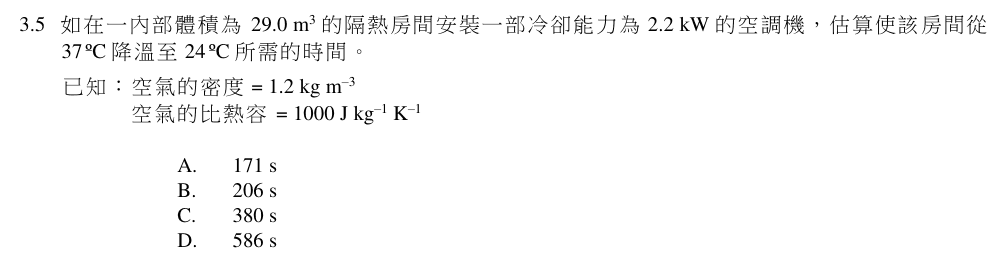 3.5 如在一內部體積為 29.0 m³ 的隔熱房間安裝一部冷卻能力為 2.2 kW 的空調機，估算使該房間從
37 ºC 降溫至 24 ºC 所需的時間。
已知：空氣的密度 = 1.2 kg m⁻³
空氣的比熱容 = 1000 J kg⁻¹ K⁻¹
A. 171 s
B. 206 s
C. 380 s
D. 586 s